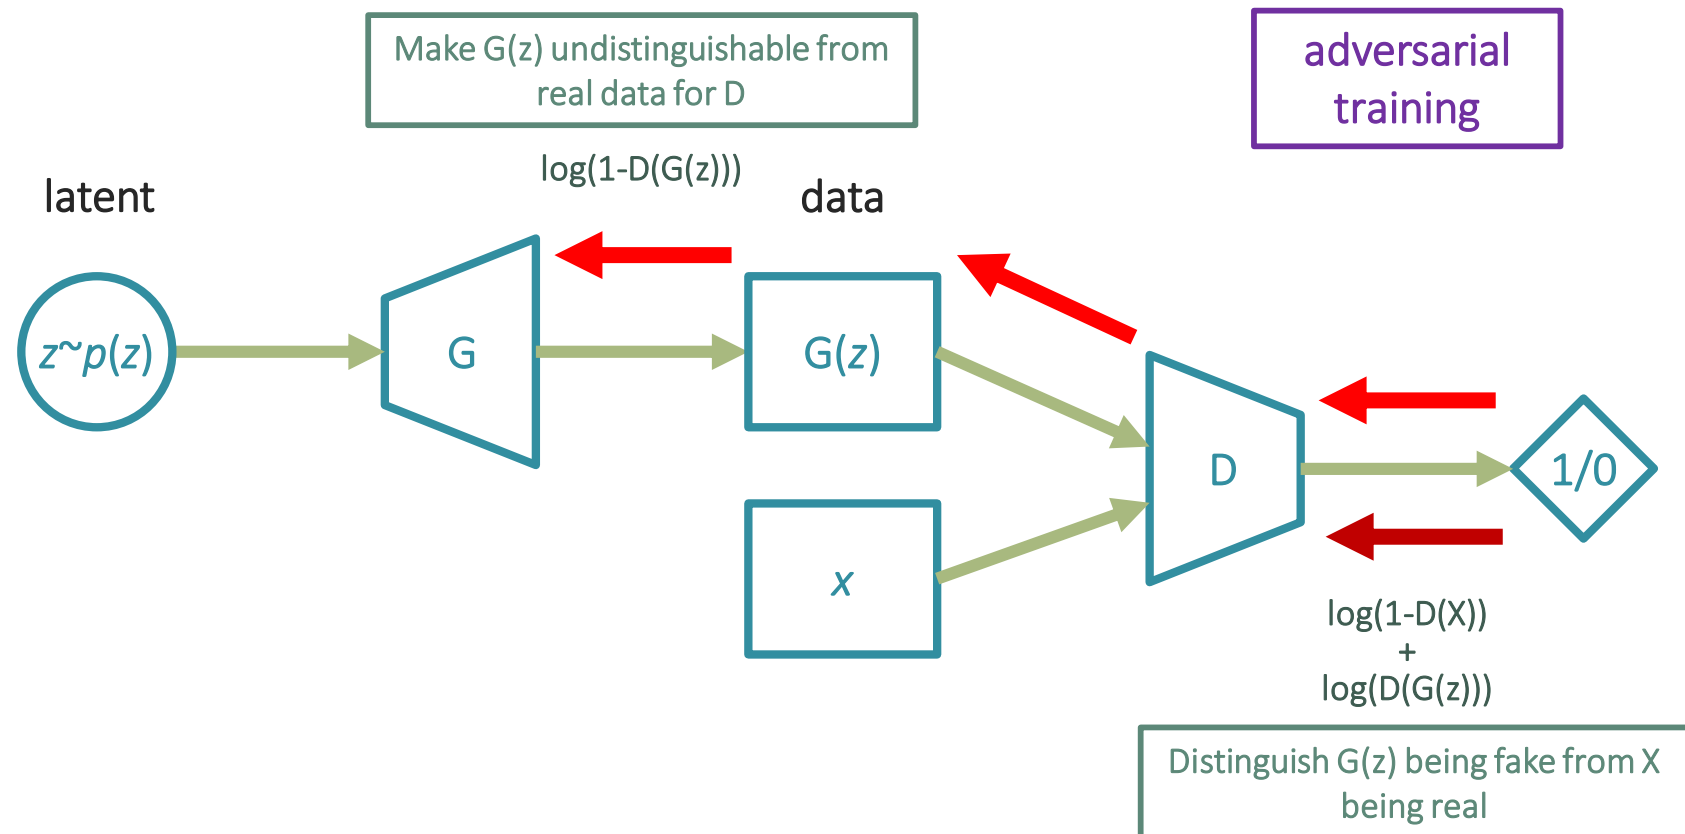 Make G(z) undistinguishable from
real data for D
adversarial
training
log(1-D(G(z)))
latent
data
z~p(z)
G
G(z)
D
1/0
x
log(1-D(X))
+
log(D(G(z)))
Distinguish G(z) being fake from X
being real